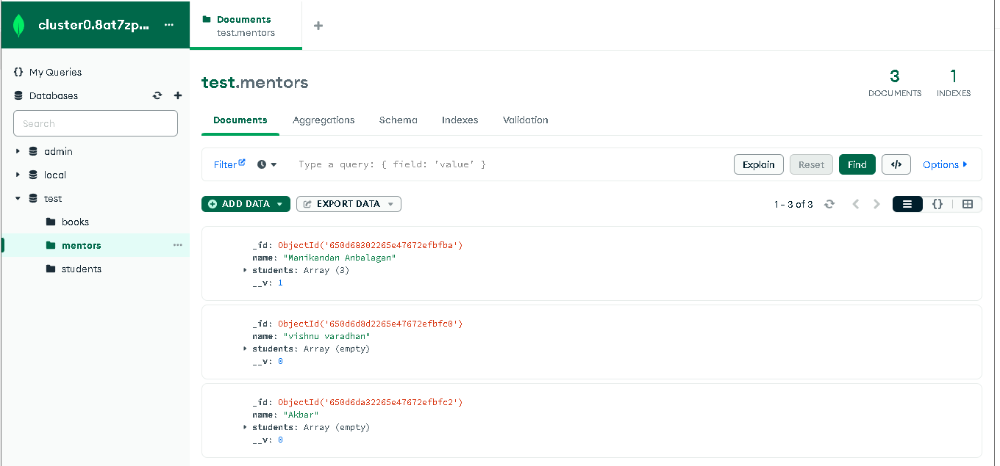 cluster0.8at7zp... ...
Documents
test.mentors
+
{} My Queries
Databases
Search
admin
local
test
books
mentors ...
students
test.mentors
3
DOCUMENTS
1
INDEXES
Documents Aggregations Schema Indexes Validation
Filter Type a query: { field: 'value' } Explain Reset Find </> Options
ADD DATA EXPORT DATA 1 – 3 of 3 {}
_id: ObjectId('650d68302265e47672efbfba')
name: "Manikandan Anbalagan"
students: Array (3)
__v: 1
_id: ObjectId('650d6d8d2265e47672efbfc0')
name: "vishnu varadhan"
students: Array (empty)
__v: 0
_id: ObjectId('650d6da32265e47672efbfc2')
name: "Akbar"
students: Array (empty)
__v: 0